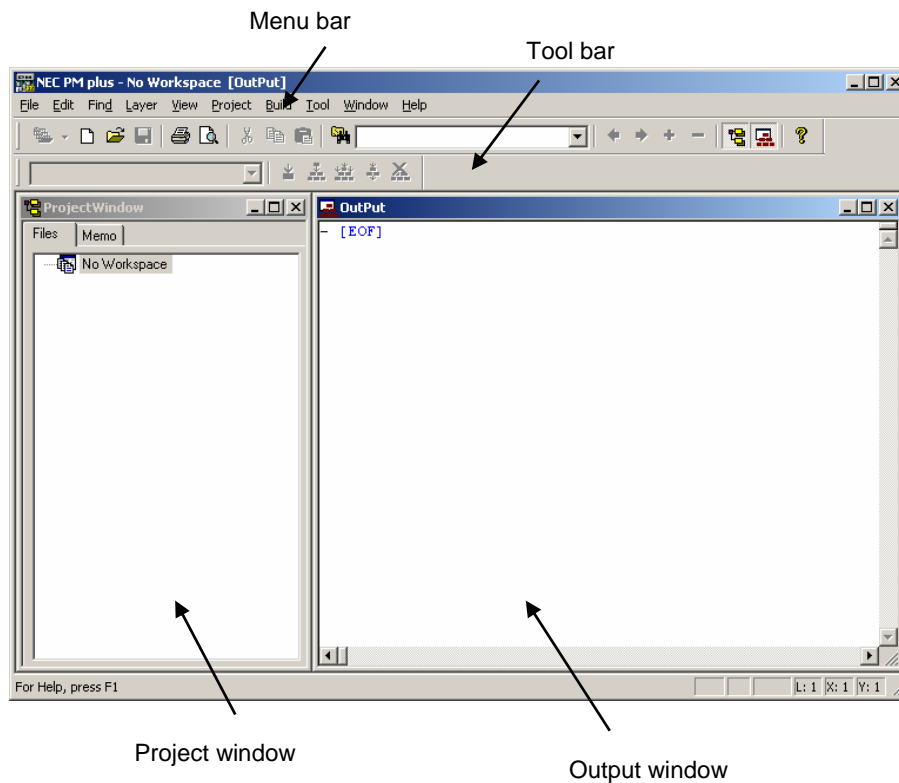 Menu bar
Tool bar
NEC PM plus - No Workspace [OutPut]
File Edit Find Layer View Project Build Tool Window Help
ProjectWindow
OutPut
Files Memo
- [EOF]
No Workspace
For Help, press F1
L: 1 X: 1 Y: 1
Project window
Output window